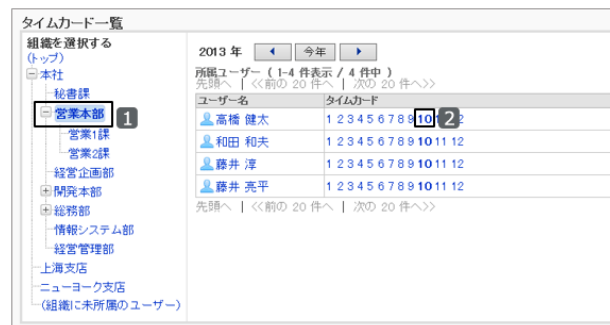 タイムカード一覧
組織を選択する
(トップ)
本社
秘書課
営業本部 1
営業1課
営業2課
経営企画部
開発本部
総務部
情報システム部
経営管理部
上海支店
ニューヨーク支店
(組織に未所属のユーザー)
2013 年 今年
所属ユーザー ( 1-4 件表示 / 4 件中 )
先頭へ | <<前の 20 件へ | 次の 20 件へ>>
ユーザー名 タイムカード
高橋 健太 1 2 3 4 5 6 7 8 9 10 2
和田 和夫 1 2 3 4 5 6 7 8 9 10 11 12
藤井 淳 1 2 3 4 5 6 7 8 9 10 11 12
藤井 亮平 1 2 3 4 5 6 7 8 9 10 11 12
先頭へ | <<前の 20 件へ | 次の 20 件へ>>